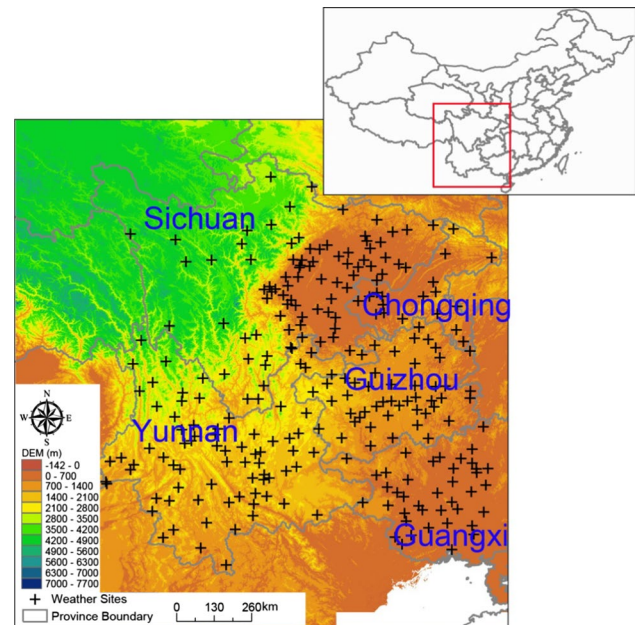 Sichuan
Chongqing
Guizhou
Yunnan
Guangxi
N
W E
S
DEM (m)
-142 - 0
0 - 700
700 - 1400
1400 - 2100
2100 - 2800
2800 - 3500
3500 - 4200
4200 - 4900
4900 - 5600
5600 - 6300
6300 - 7000
7000 - 7700
Weather Sites
Province Boundary
0 130 260km